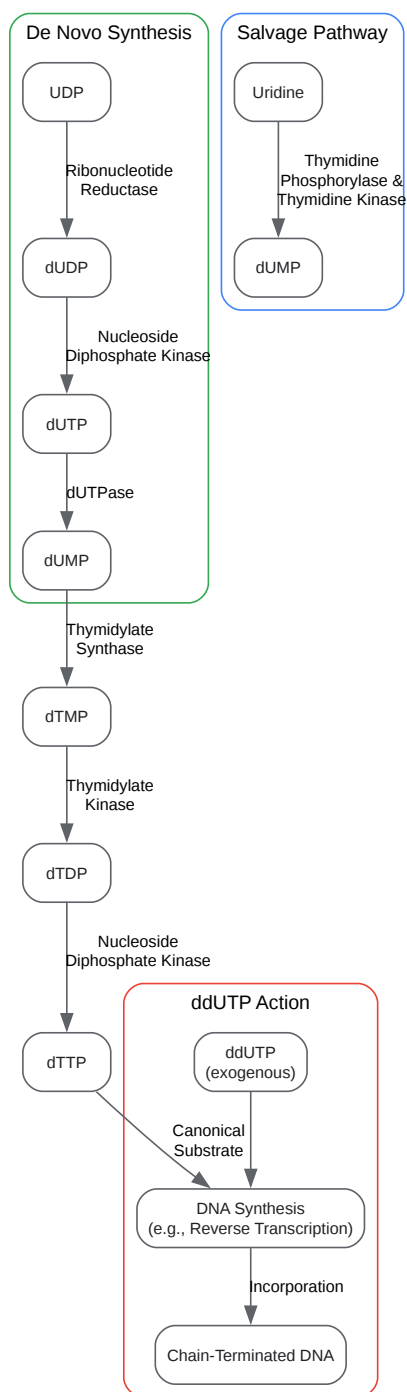 De Novo Synthesis
UDP
Ribonucleotide
Reductase
dUDP
Nucleoside
Diphosphate Kinase
dUTP
dUTPase
dUMP
Salvage Pathway
Uridine
Thymidine
Phosphorylase &
Thymidine Kinase
dUMP
Thymidylate
Synthase
dTMP
Thymidylate
Kinase
dTDP
Nucleoside
Diphosphate Kinase
dTTP
ddUTP Action
ddUTP
(exogenous)
Canonical
Substrate
DNA Synthesis
(e.g., Reverse Transcription)
Incorporation
Chain-Terminated DNA